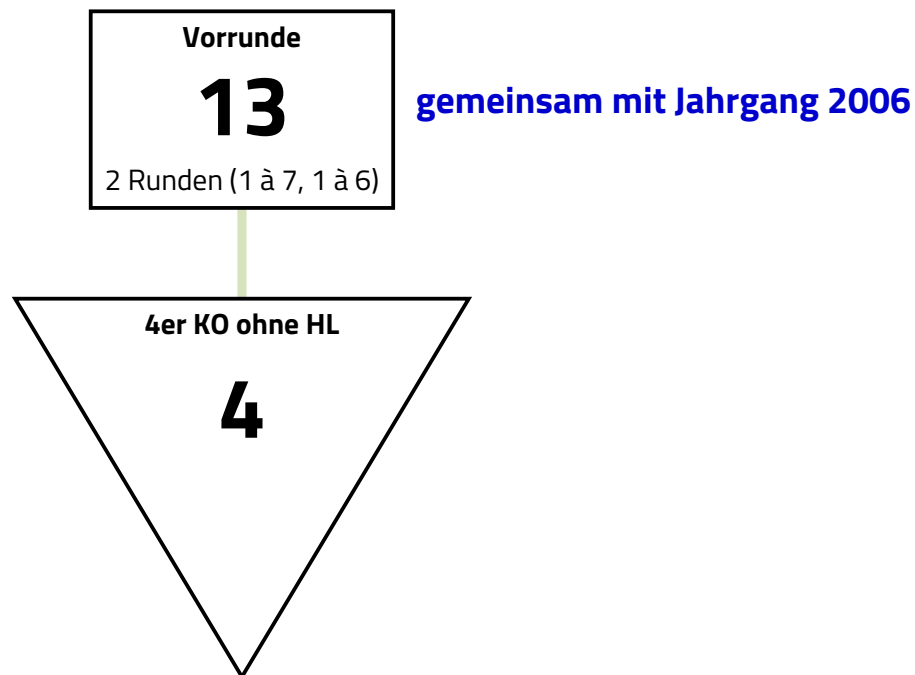 Vorrunde
13
gemeinsam mit Jahrgang 2006
2 Runden (1 à 7, 1 à 6)
4er KO ohne HL
4